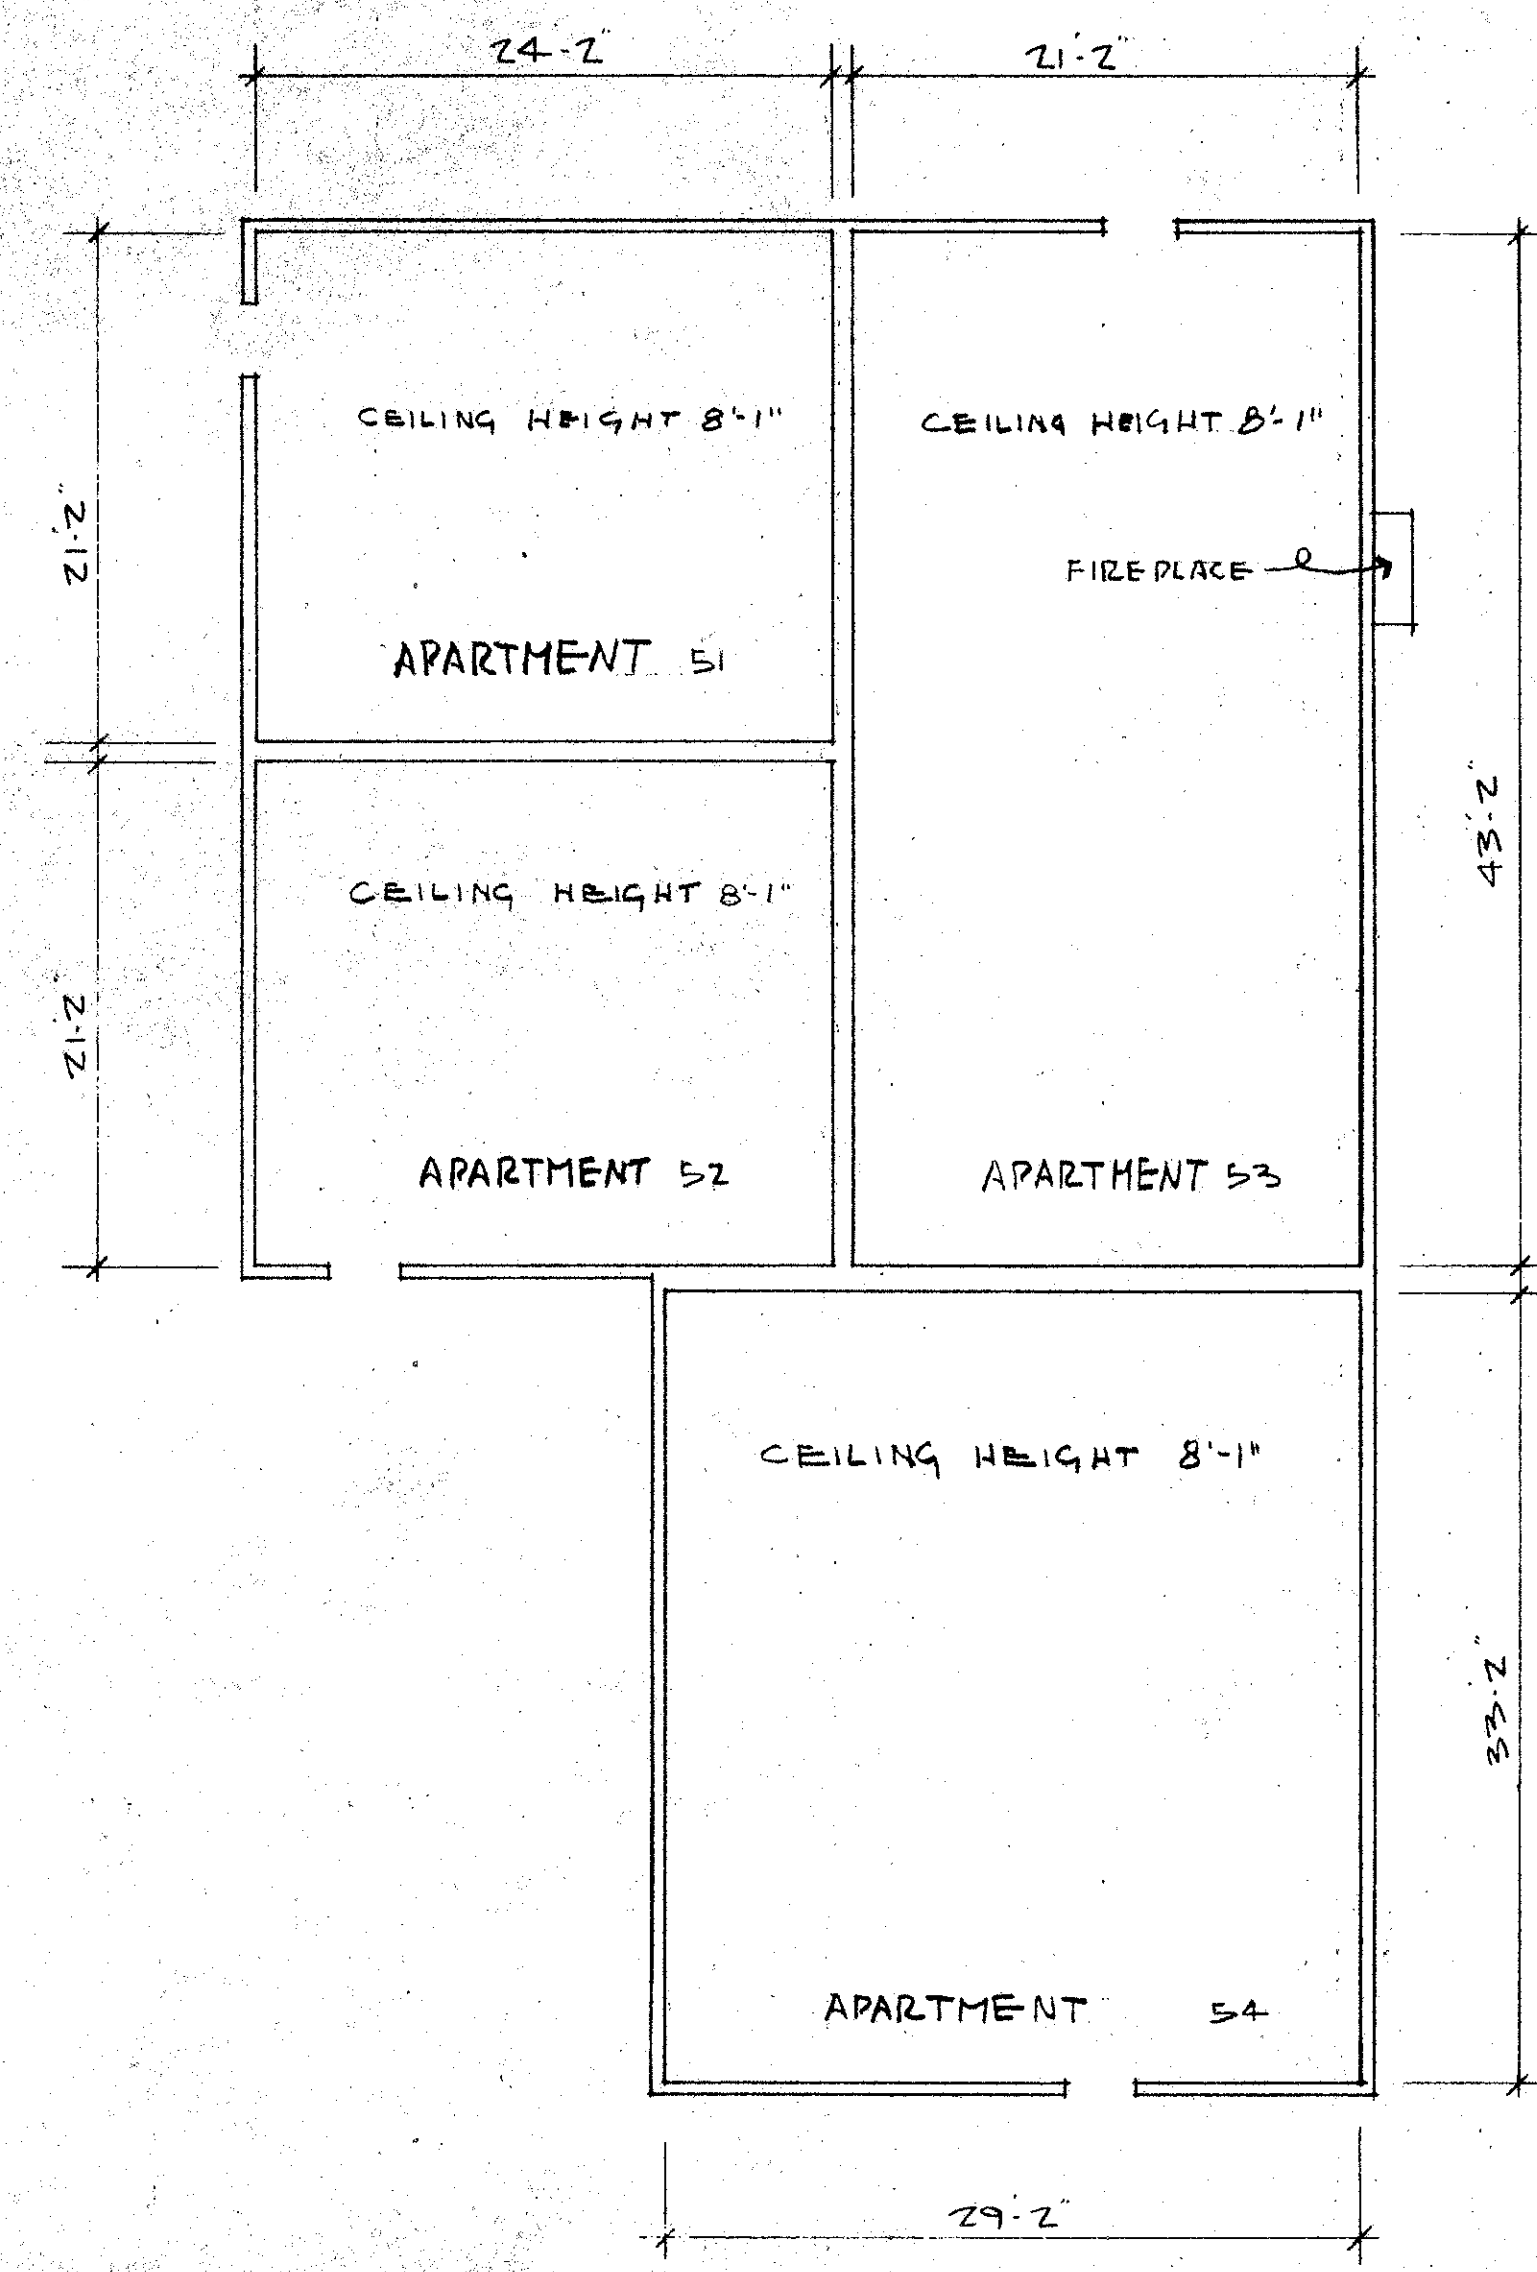 24-2"
21'-2"
CEILING HEIGHT 8'-1"
CEILING HEIGHT 8'-1"
21'-2"
FIREPLACE
APARTMENT 51
43'-2"
CEILING HEIGHT 8'-1"
21'-2"
APARTMENT 52
APARTMENT 53
CEILING HEIGHT 8'-1"
33'-2"
APARTMENT 54
29'-2"